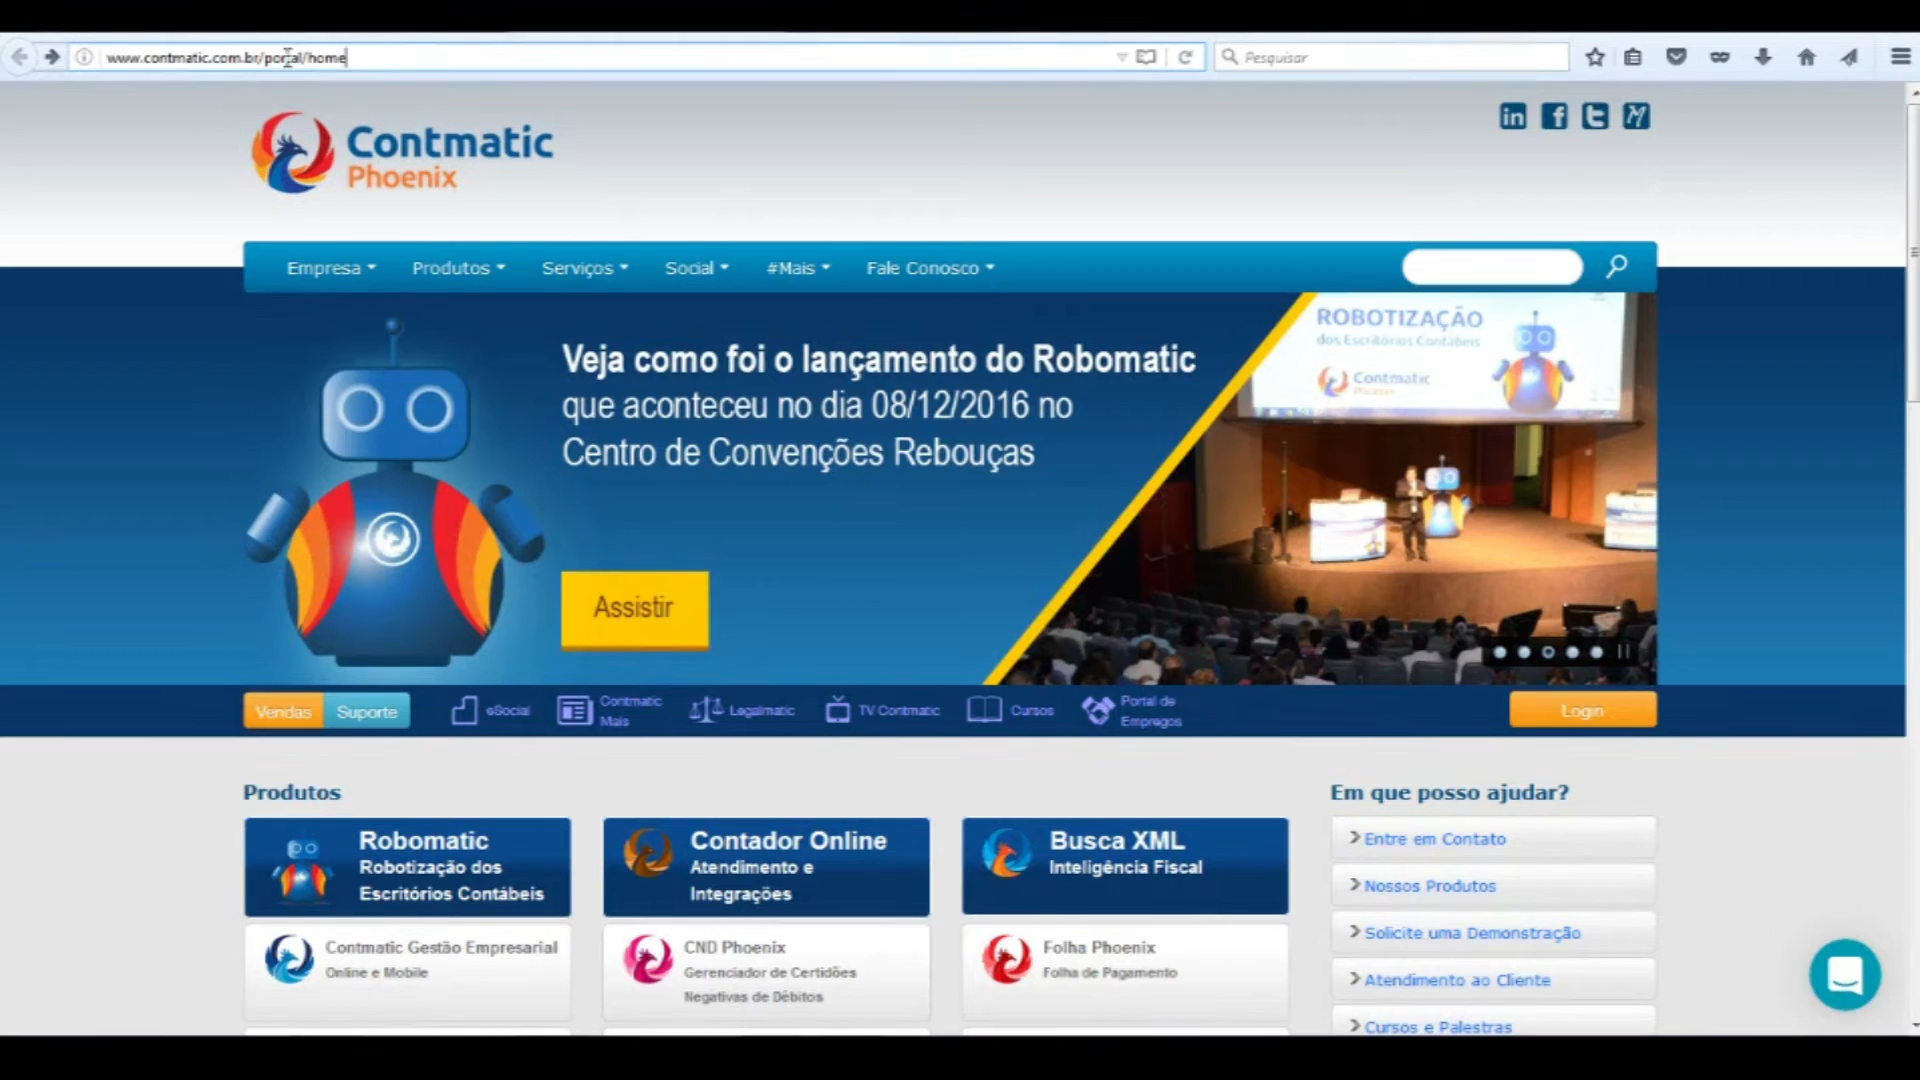 www.contmatic.com.br/portal/home
Pesquisar
Contmatic
Phoenix
Empresa
Produtos
Serviços
Social
#Mais
Fale Conosco
Veja como foi o lançamento do Robomatic
que aconteceu no dia 08/12/2016 no
Centro de Convenções Rebouças
Assistir
ROBOTIZAÇÃO
dos Escritórios Contábeis
Contmatic
Phoenix
Vendas
Suporte
eSocial
Contmatic
Mais
Legalmatic
TV Contmatic
Cursos
Portal de
Empregos
Login
Produtos
Robomatic
Robotização dos
Escritórios Contábeis
Contador Online
Atendimento e
Integrações
Busca XML
Inteligência Fiscal
Contmatic Gestão Empresarial
Online e Mobile
CND Phoenix
Gerenciador de Certidões
Negativas de Débitos
Folha Phoenix
Folha de Pagamento
Em que posso ajudar?
Entre em Contato
Nossos Produtos
Solicite uma Demonstração
Atendimento ao Cliente
Cursos e Palestras